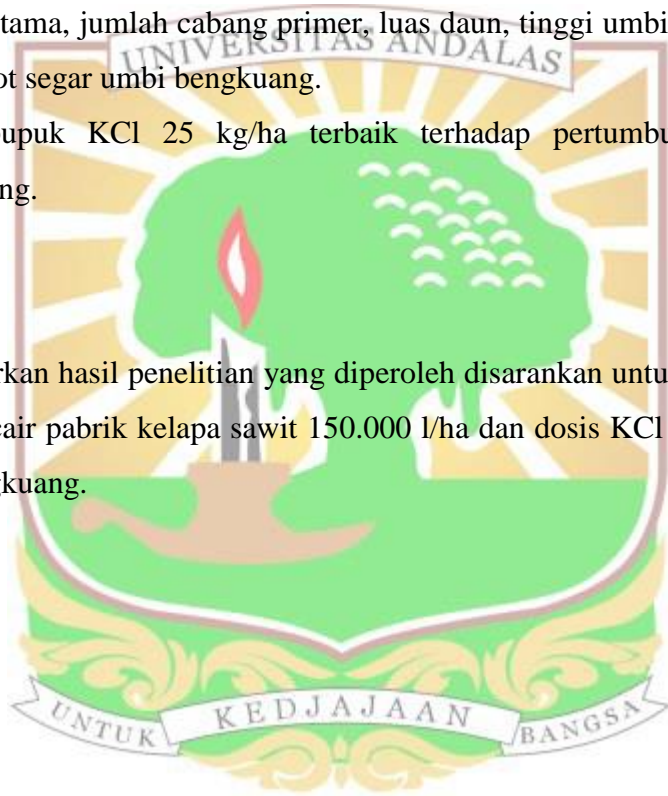 tama, jumlah cabang primer, luas daun, tinggi umbi
UNIVERSITAS ANDALAS
ot segar umbi bengkuang.
pupuk KCl 25 kg/ha terbaik terhadap pertumbu
ng.
rkan hasil penelitian yang diperoleh disarankan untu
cair pabrik kelapa sawit 150.000 l/ha dan dosis KCl
gkuang.
UNTUK KEDJAJAAN BANGSA